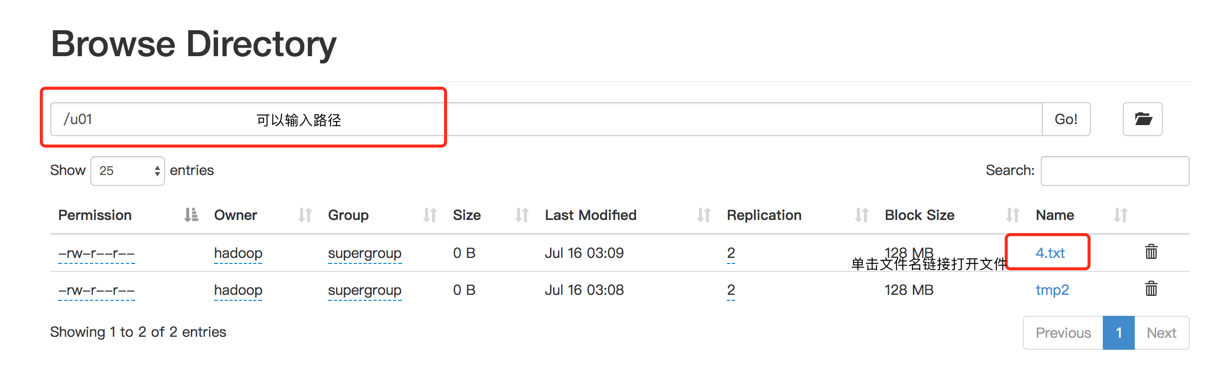 Browse Directory
/u01 可以输入路径 Go!
Show 25 entries Search:
Permission Owner Group Size Last Modified Replication Block Size Name
-rw-r--r-- hadoop supergroup 0 B Jul 16 03:09 2 128 MB 4.txt
单击文件名链接打开文件
-rw-r--r-- hadoop supergroup 0 B Jul 16 03:08 2 128 MB tmp2
Showing 1 to 2 of 2 entries Previous 1 Next